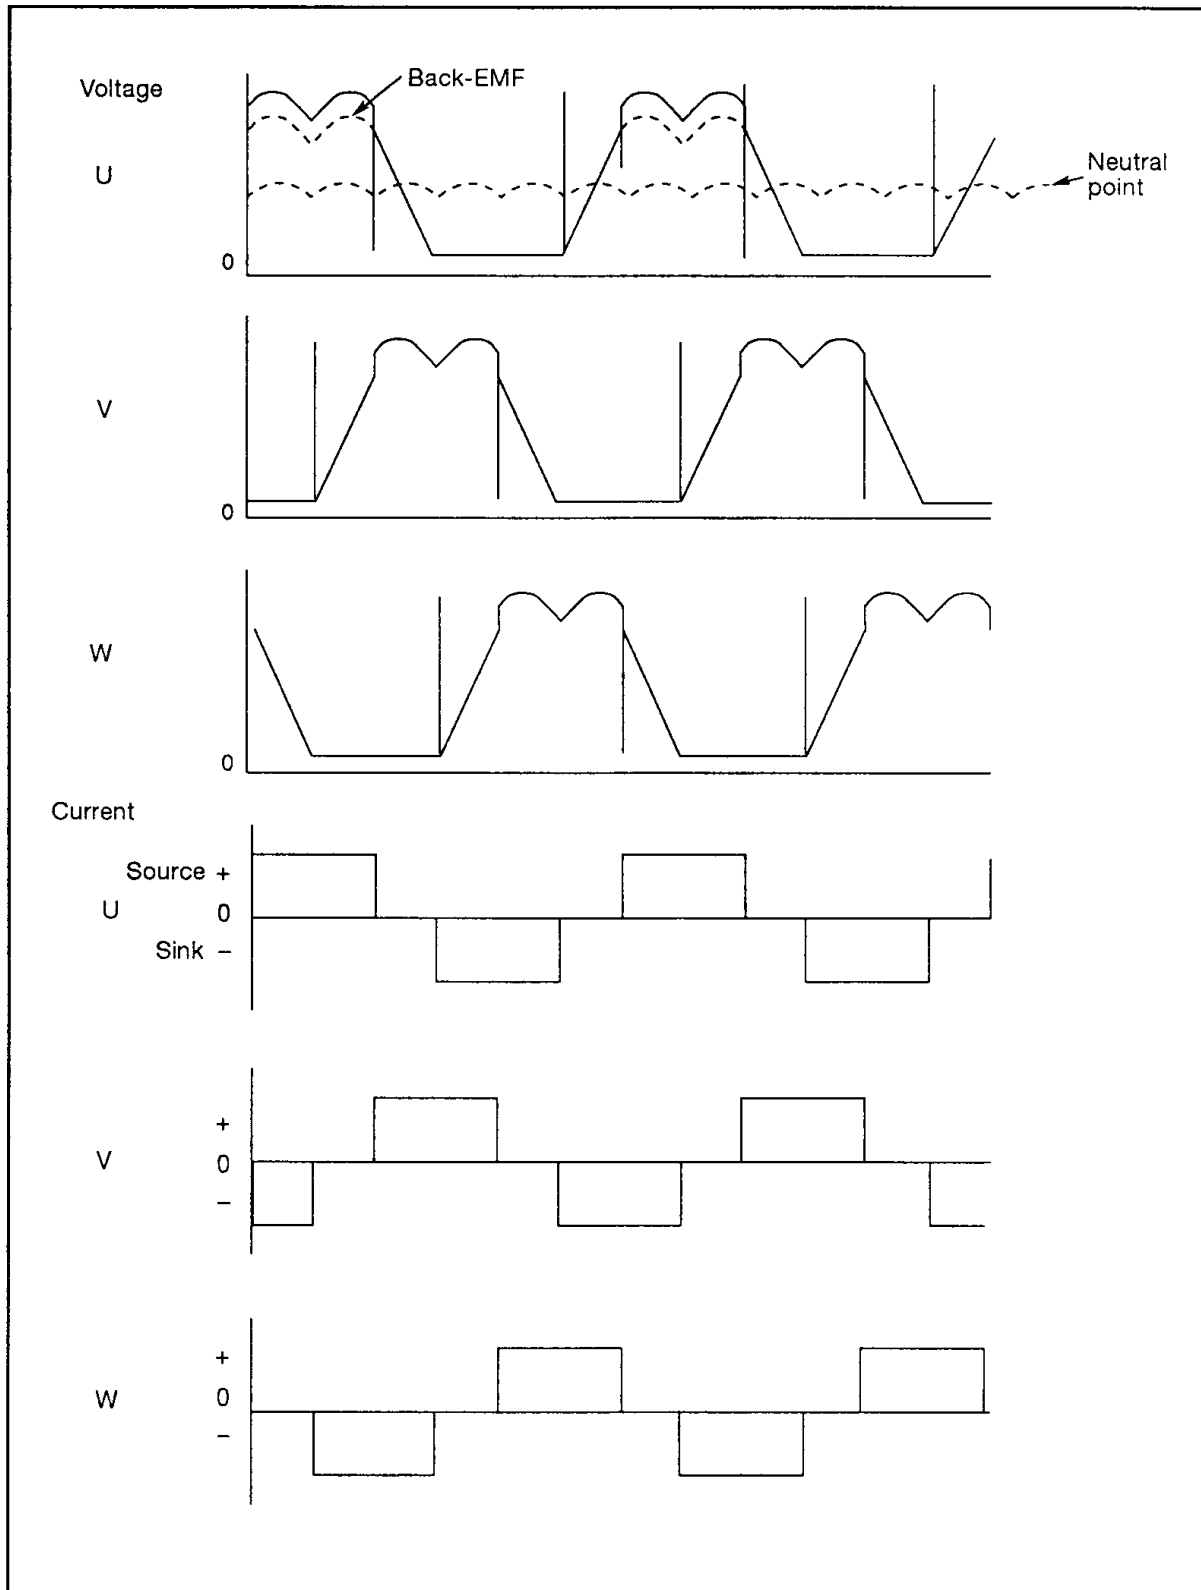 Voltage
Back-EMF
U
Neutral
point
0
V
0
W
0
Current
Source +
U 0
Sink –
+
V 0
–
+
W 0
–